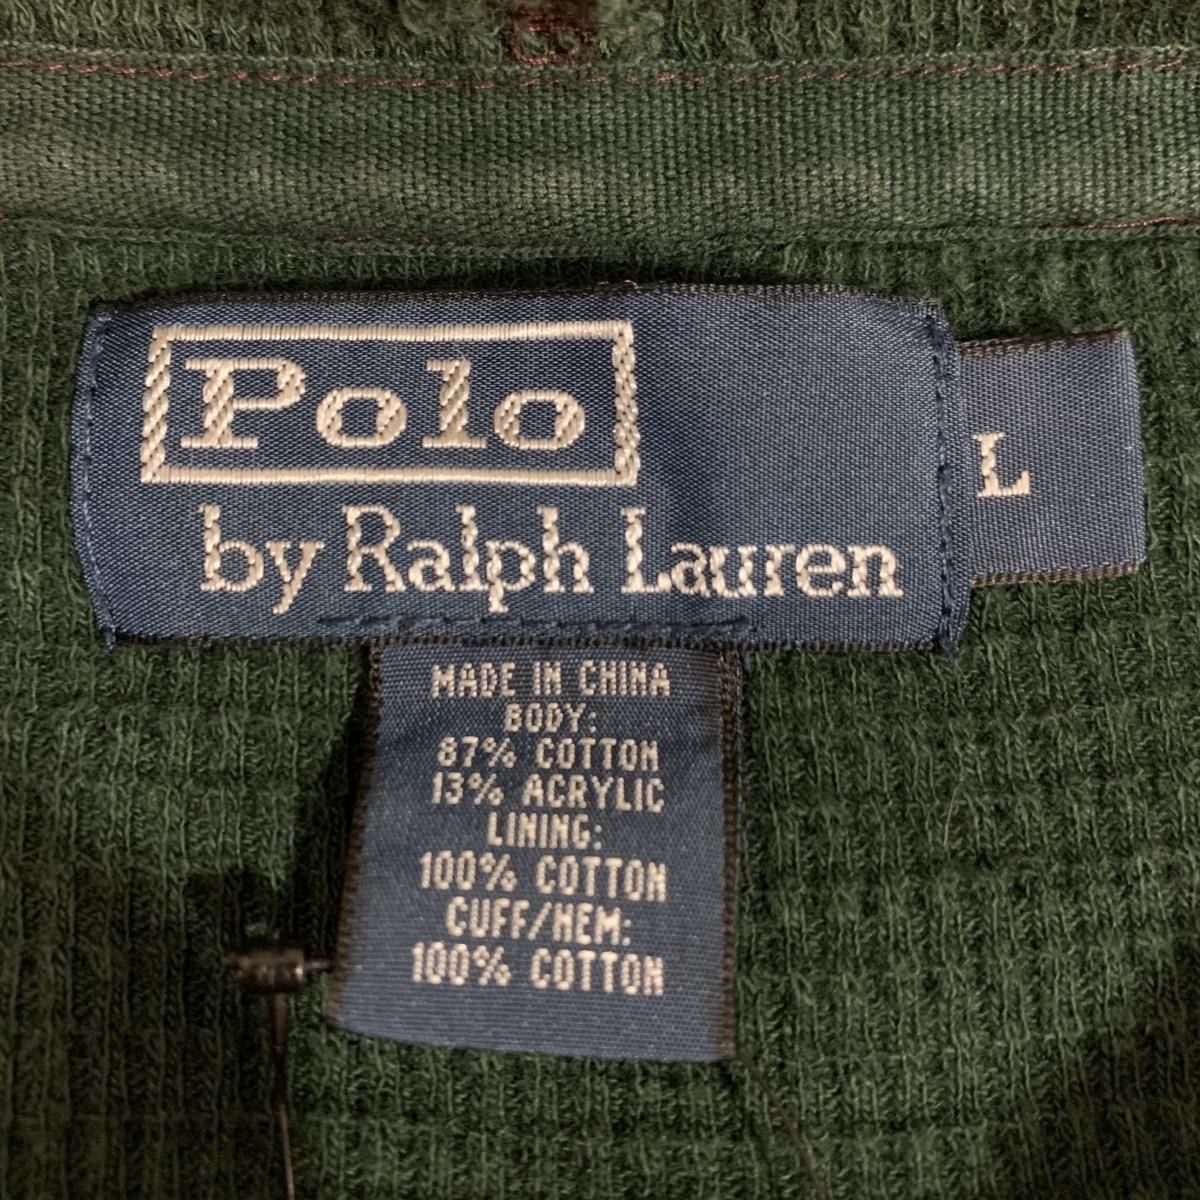 Polo
by Ralph Lauren
L
MADE IN CHINA
BODY:
87% COTTON
13% ACRYLIC
LINING:
100% COTTON
CUFF/HEM:
100% COTTON